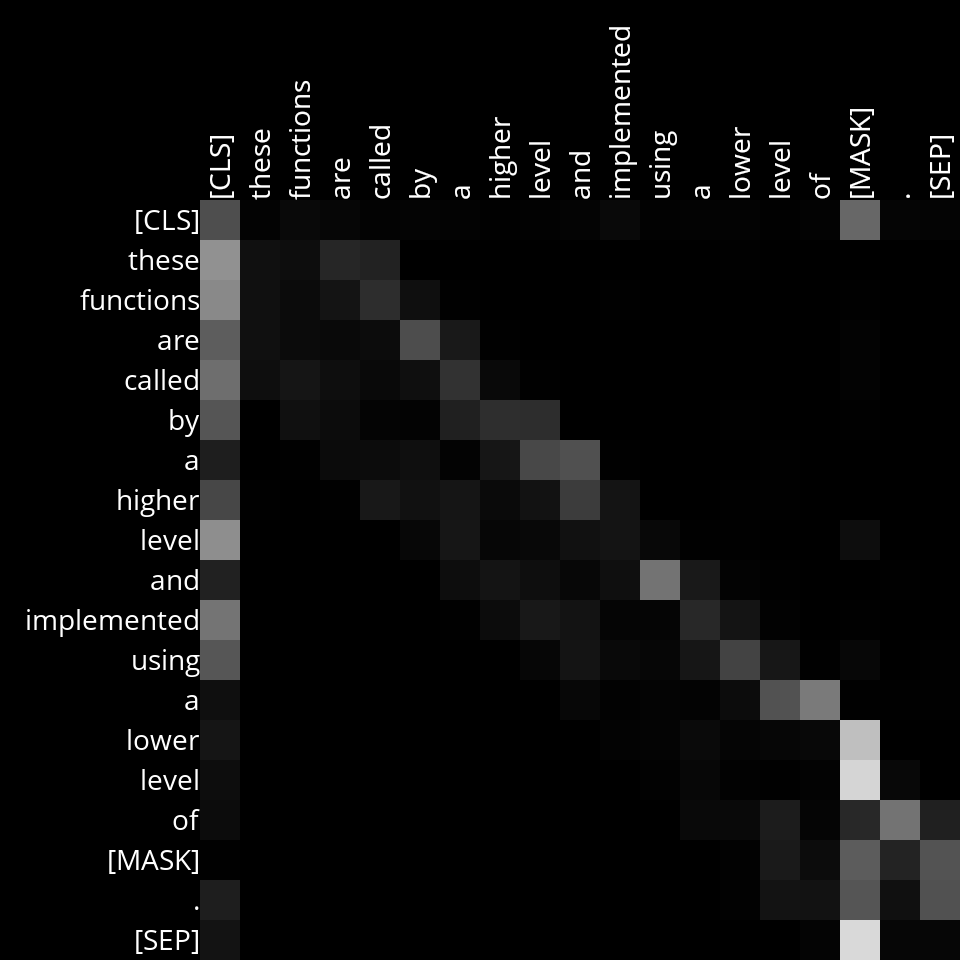 [CLS]
these
functions
are
called
by
a
higher
level
and
implemented
using
a
lower
level
of
[MASK]
.
[SEP]
[CLS]
these
functions
are
called
by
a
higher
level
and
implemented
using
a
lower
level
of
[MASK]
.
[SEP]